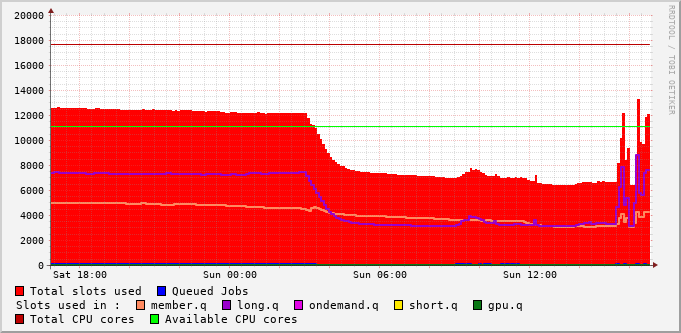 20000
18000
16000
14000
12000
10000
8000
6000
4000
2000
0
Sat 18:00 Sun 00:00 Sun 06:00 Sun 12:00
RRDTOOL / TOBI OETIKER
Total slots used Queued Jobs
Slots used in : member.q long.q ondemand.q short.q gpu.q
Total CPU cores Available CPU cores